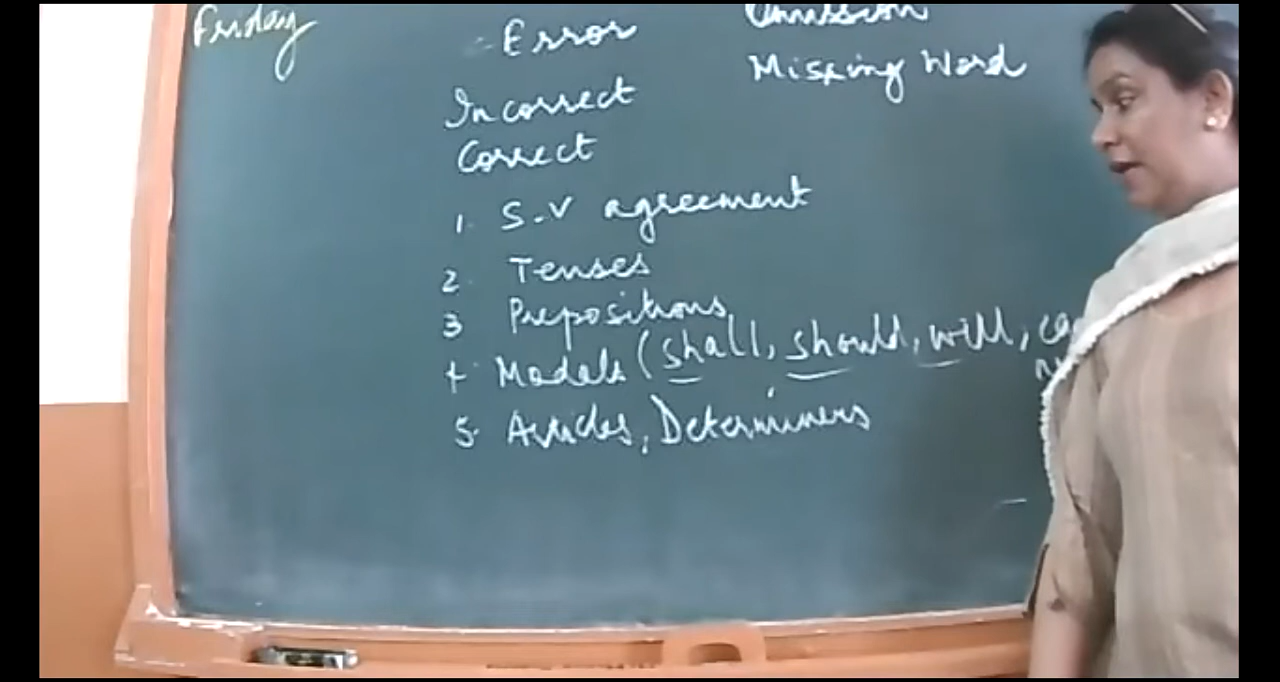 Friday
Error
Omission
Missing Word
Incorrect
Correct
1. S-V agreement
2. Tenses
3 Prepositions
4 Modals (shall, should, will,
5. Articles, Determiners